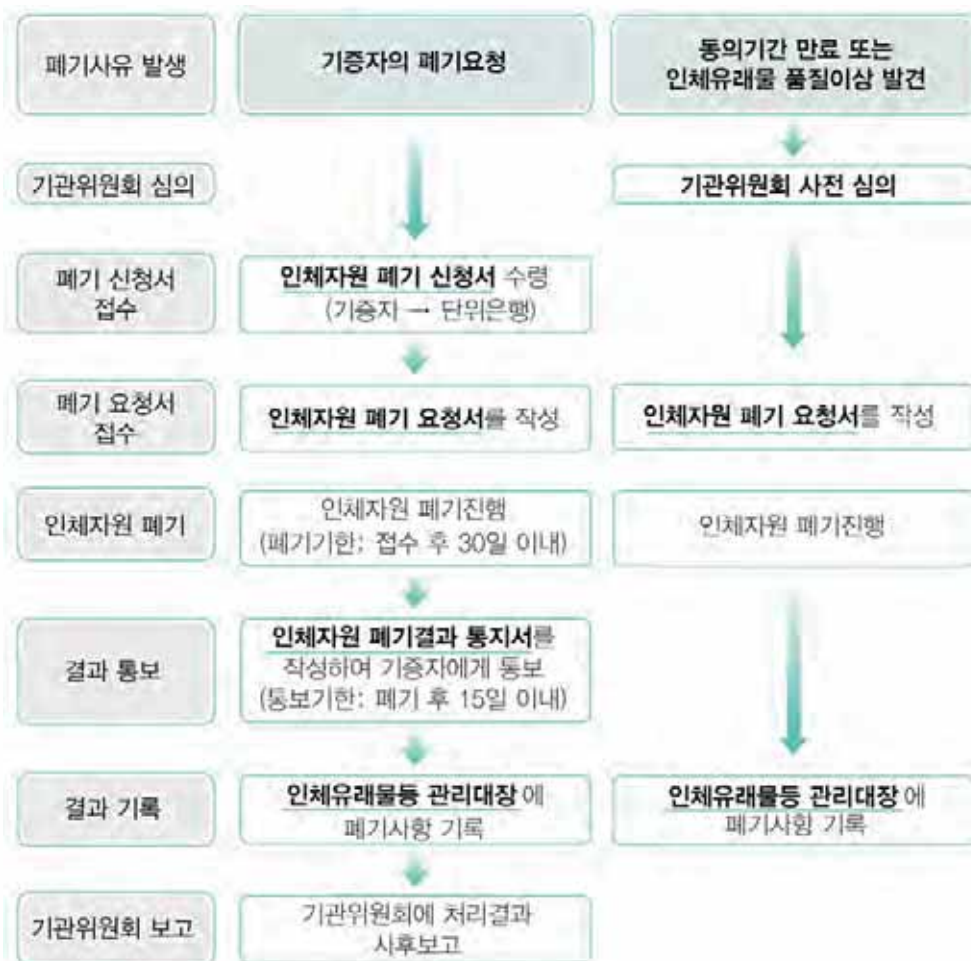 폐기사유 발생
기증자의 폐기요청
동의기간 만료 또는
인체유래물 품질이상 발견
기관위원회 심의
기관위원회 사전 심의
폐기 신청서
접수
인체자원 폐기 신청서 수령
(기증자 → 단위은행)
폐기 요청서
접수
인체자원 폐기 요청서를 작성
인체자원 폐기 요청서를 작성
인체자원 폐기
인체자원 폐기진행
(폐기기한: 접수 후 30일 이내)
인체자원 폐기진행
결과 통보
인체자원 폐기결과 통지서를
작성하며 기증자에게 통보
(통보기한: 폐기 후 15일 이내)
결과 기록
인체유래물등 관리대장 에
폐기사항 기록
인체유래물등 관리대장 에
폐기사항 기록
기관위원회 보고
기관위원회에 처리결과
사후보고